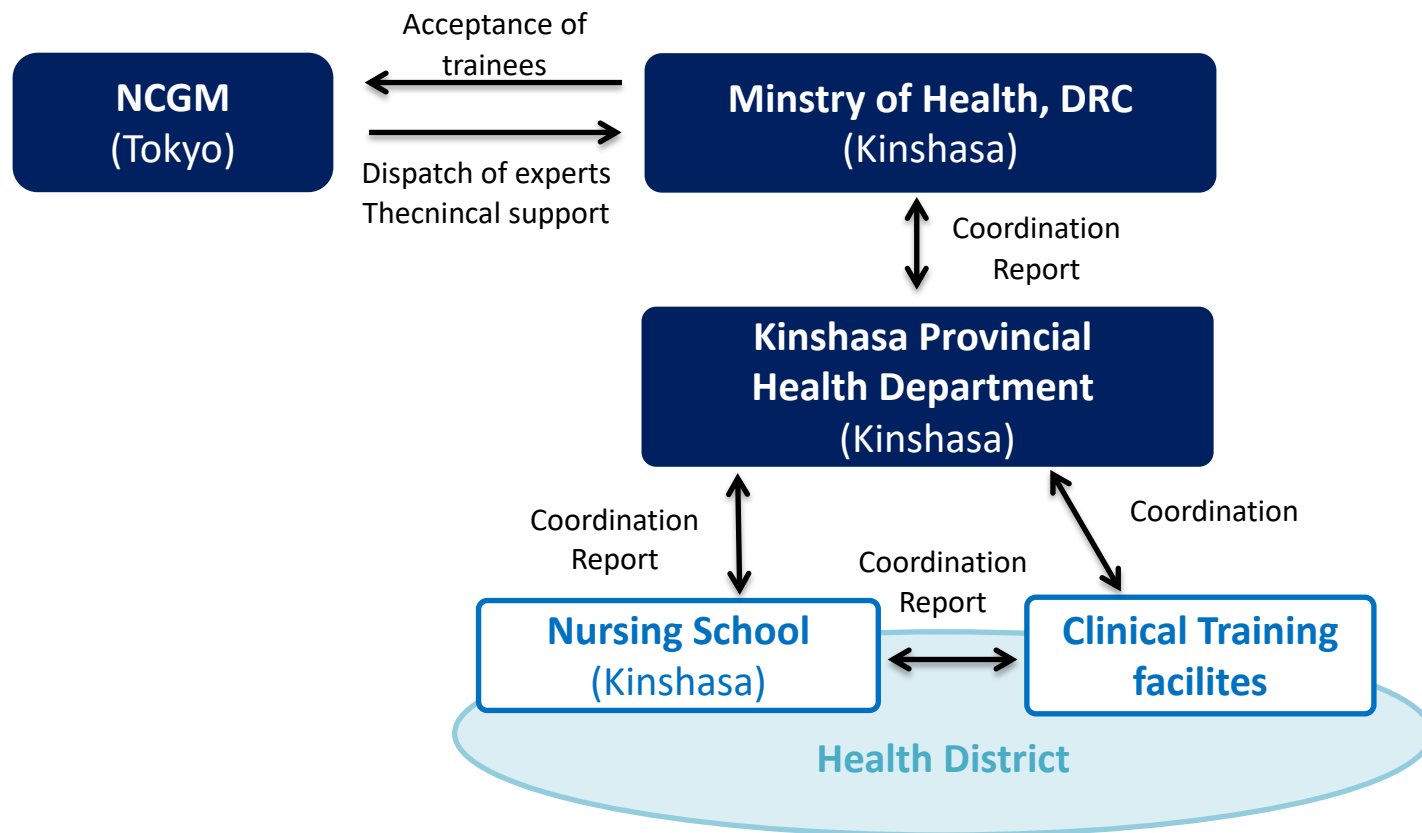 Acceptance of
trainees
NCGM
(Tokyo)
Minstry of Health, DRC
(Kinshasa)
Dispatch of experts
Thecnincal support
Coordination
Report
Kinshasa Provincial
Health Department
(Kinshasa)
Coordination
Report
Coordination
Coordination
Report
Nursing School
(Kinshasa)
Clinical Training
facilites
Health District